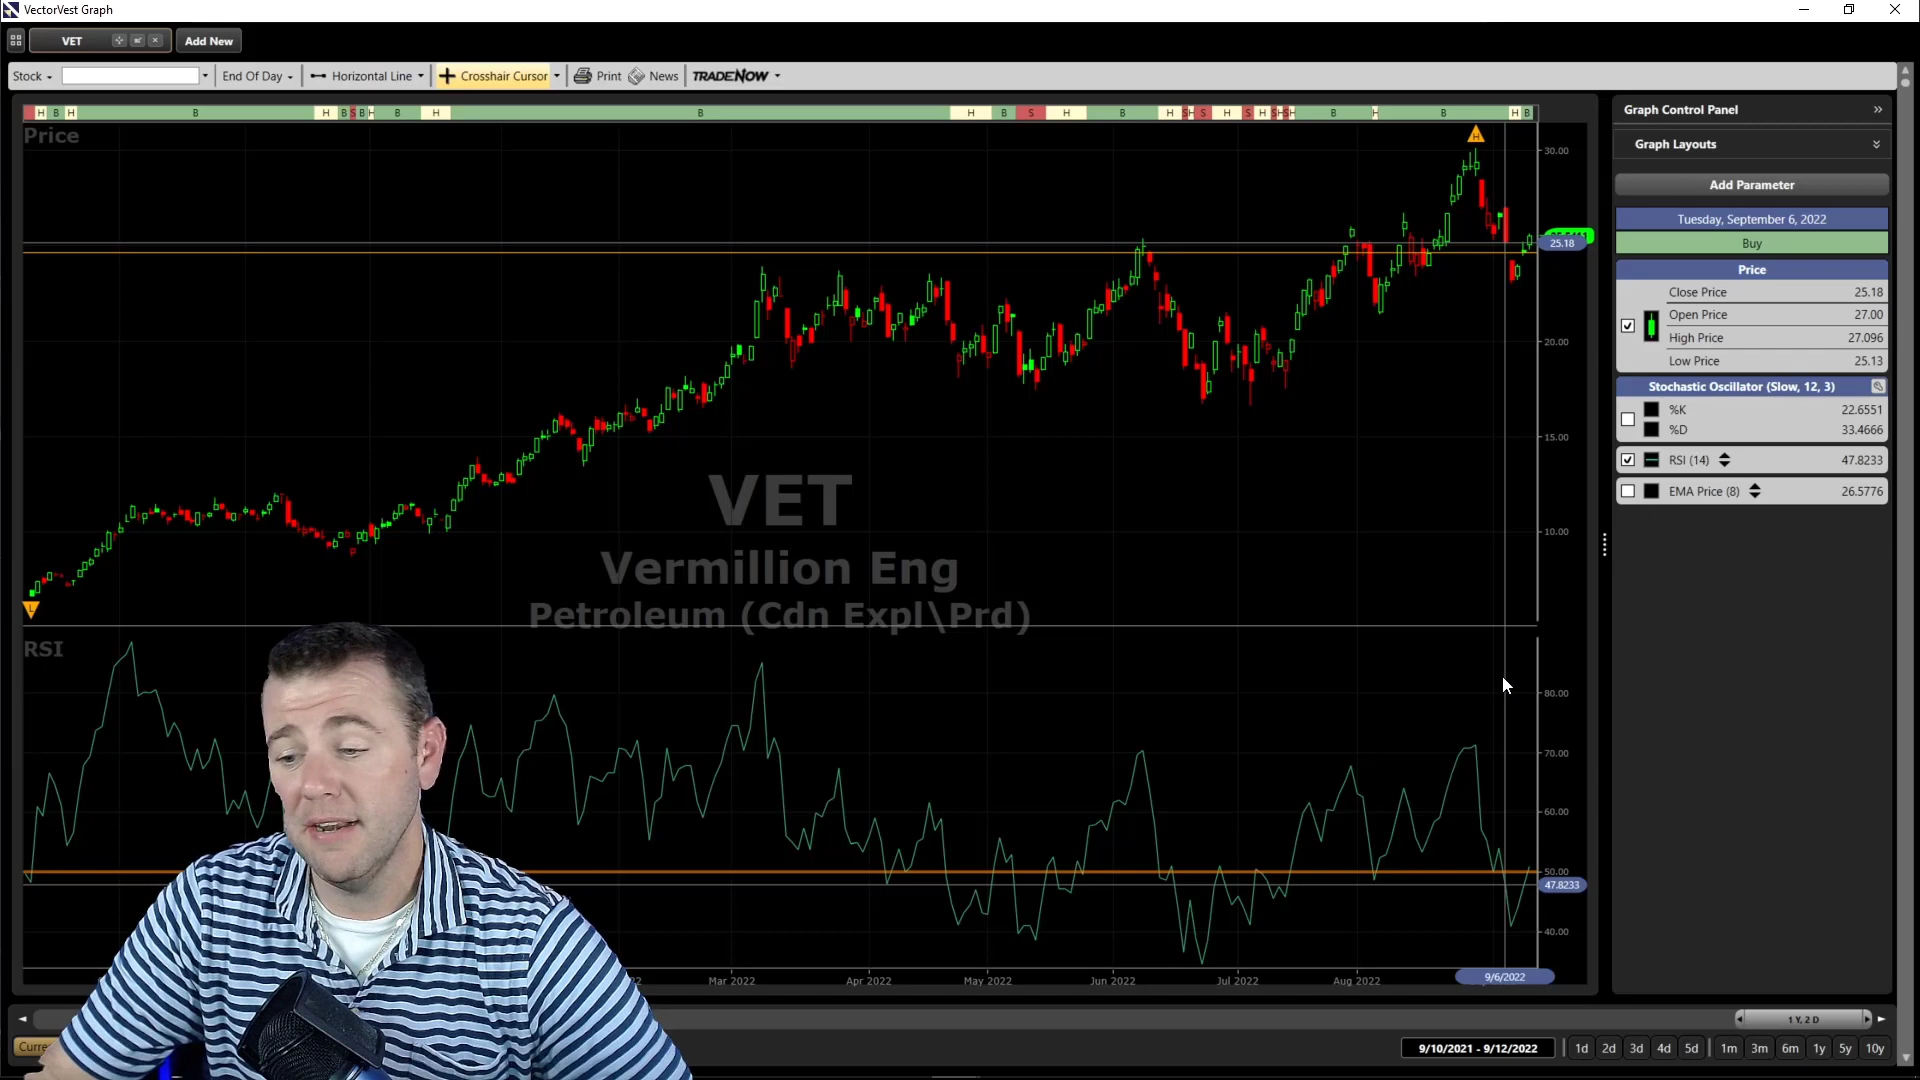 VectorVest Graph
VET
Add New
Stock
End Of Day
Horizontal Line
Crosshair Cursor
Print
News
TRADENOW
H B H B H B S B H B H B H B S H B H S H S H S H S H S H B H B H B
Price
H
30.00
25.18
20.00
15.00
10.00
L
VET
Vermillion Eng
Petroleum (Cdn Expl\Prd)
RSI
80.00
70.00
60.00
50.00
47.8233
40.00
Mar 2022 Apr 2022 May 2022 Jun 2022 Jul 2022 Aug 2022 9/6/2022
Graph Control Panel
Graph Layouts
Add Parameter
Tuesday, September 6, 2022
Buy
Price
Close Price 25.18
Open Price 27.00
High Price 27.096
Low Price 25.13
Stochastic Oscillator (Slow, 12, 3)
%K 22.6551
%D 33.4666
RSI (14) 47.8233
EMA Price (8) 26.5776
1 Y, 2 D
9/10/2021 - 9/12/2022
1d 2d 3d 4d 5d 1m 3m 6m 1y 5y 10y